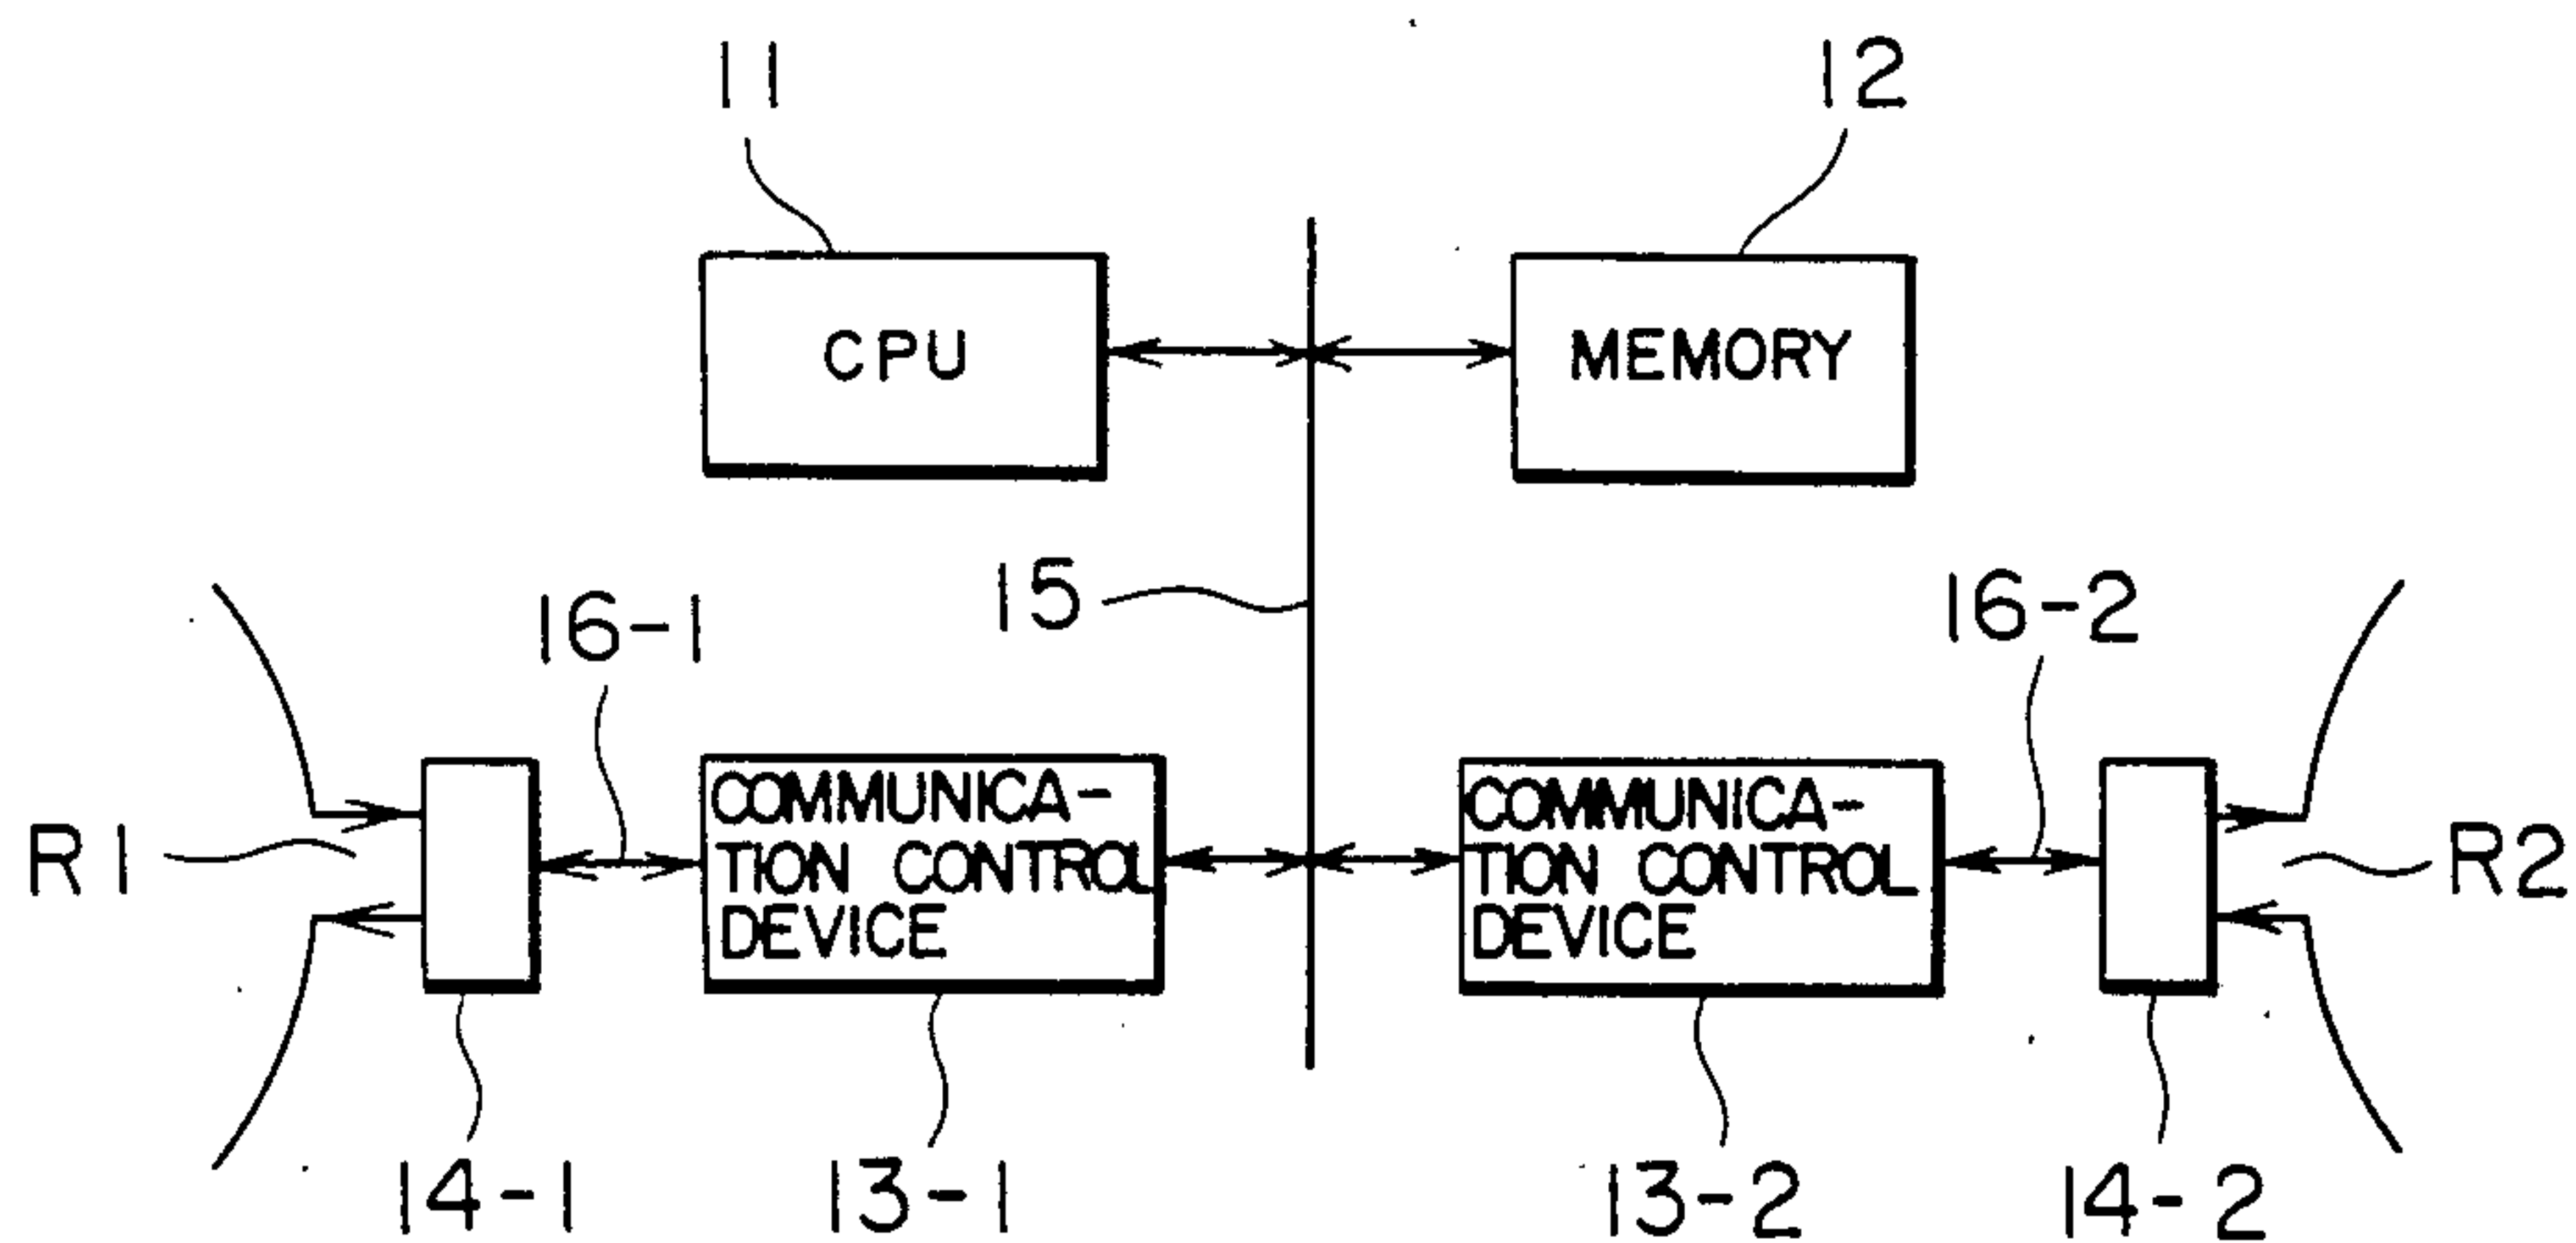 11
12
CPU
MEMORY
15
16-1
16-2
R1
COMMUNICA-
TION CONTROL
DEVICE
COMMUNICA-
TION CONTROL
DEVICE
R2
14-1
13-1
13-2
14-2